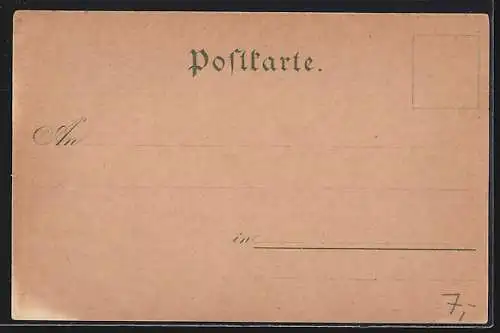 Postkarte.
An
in
7,-